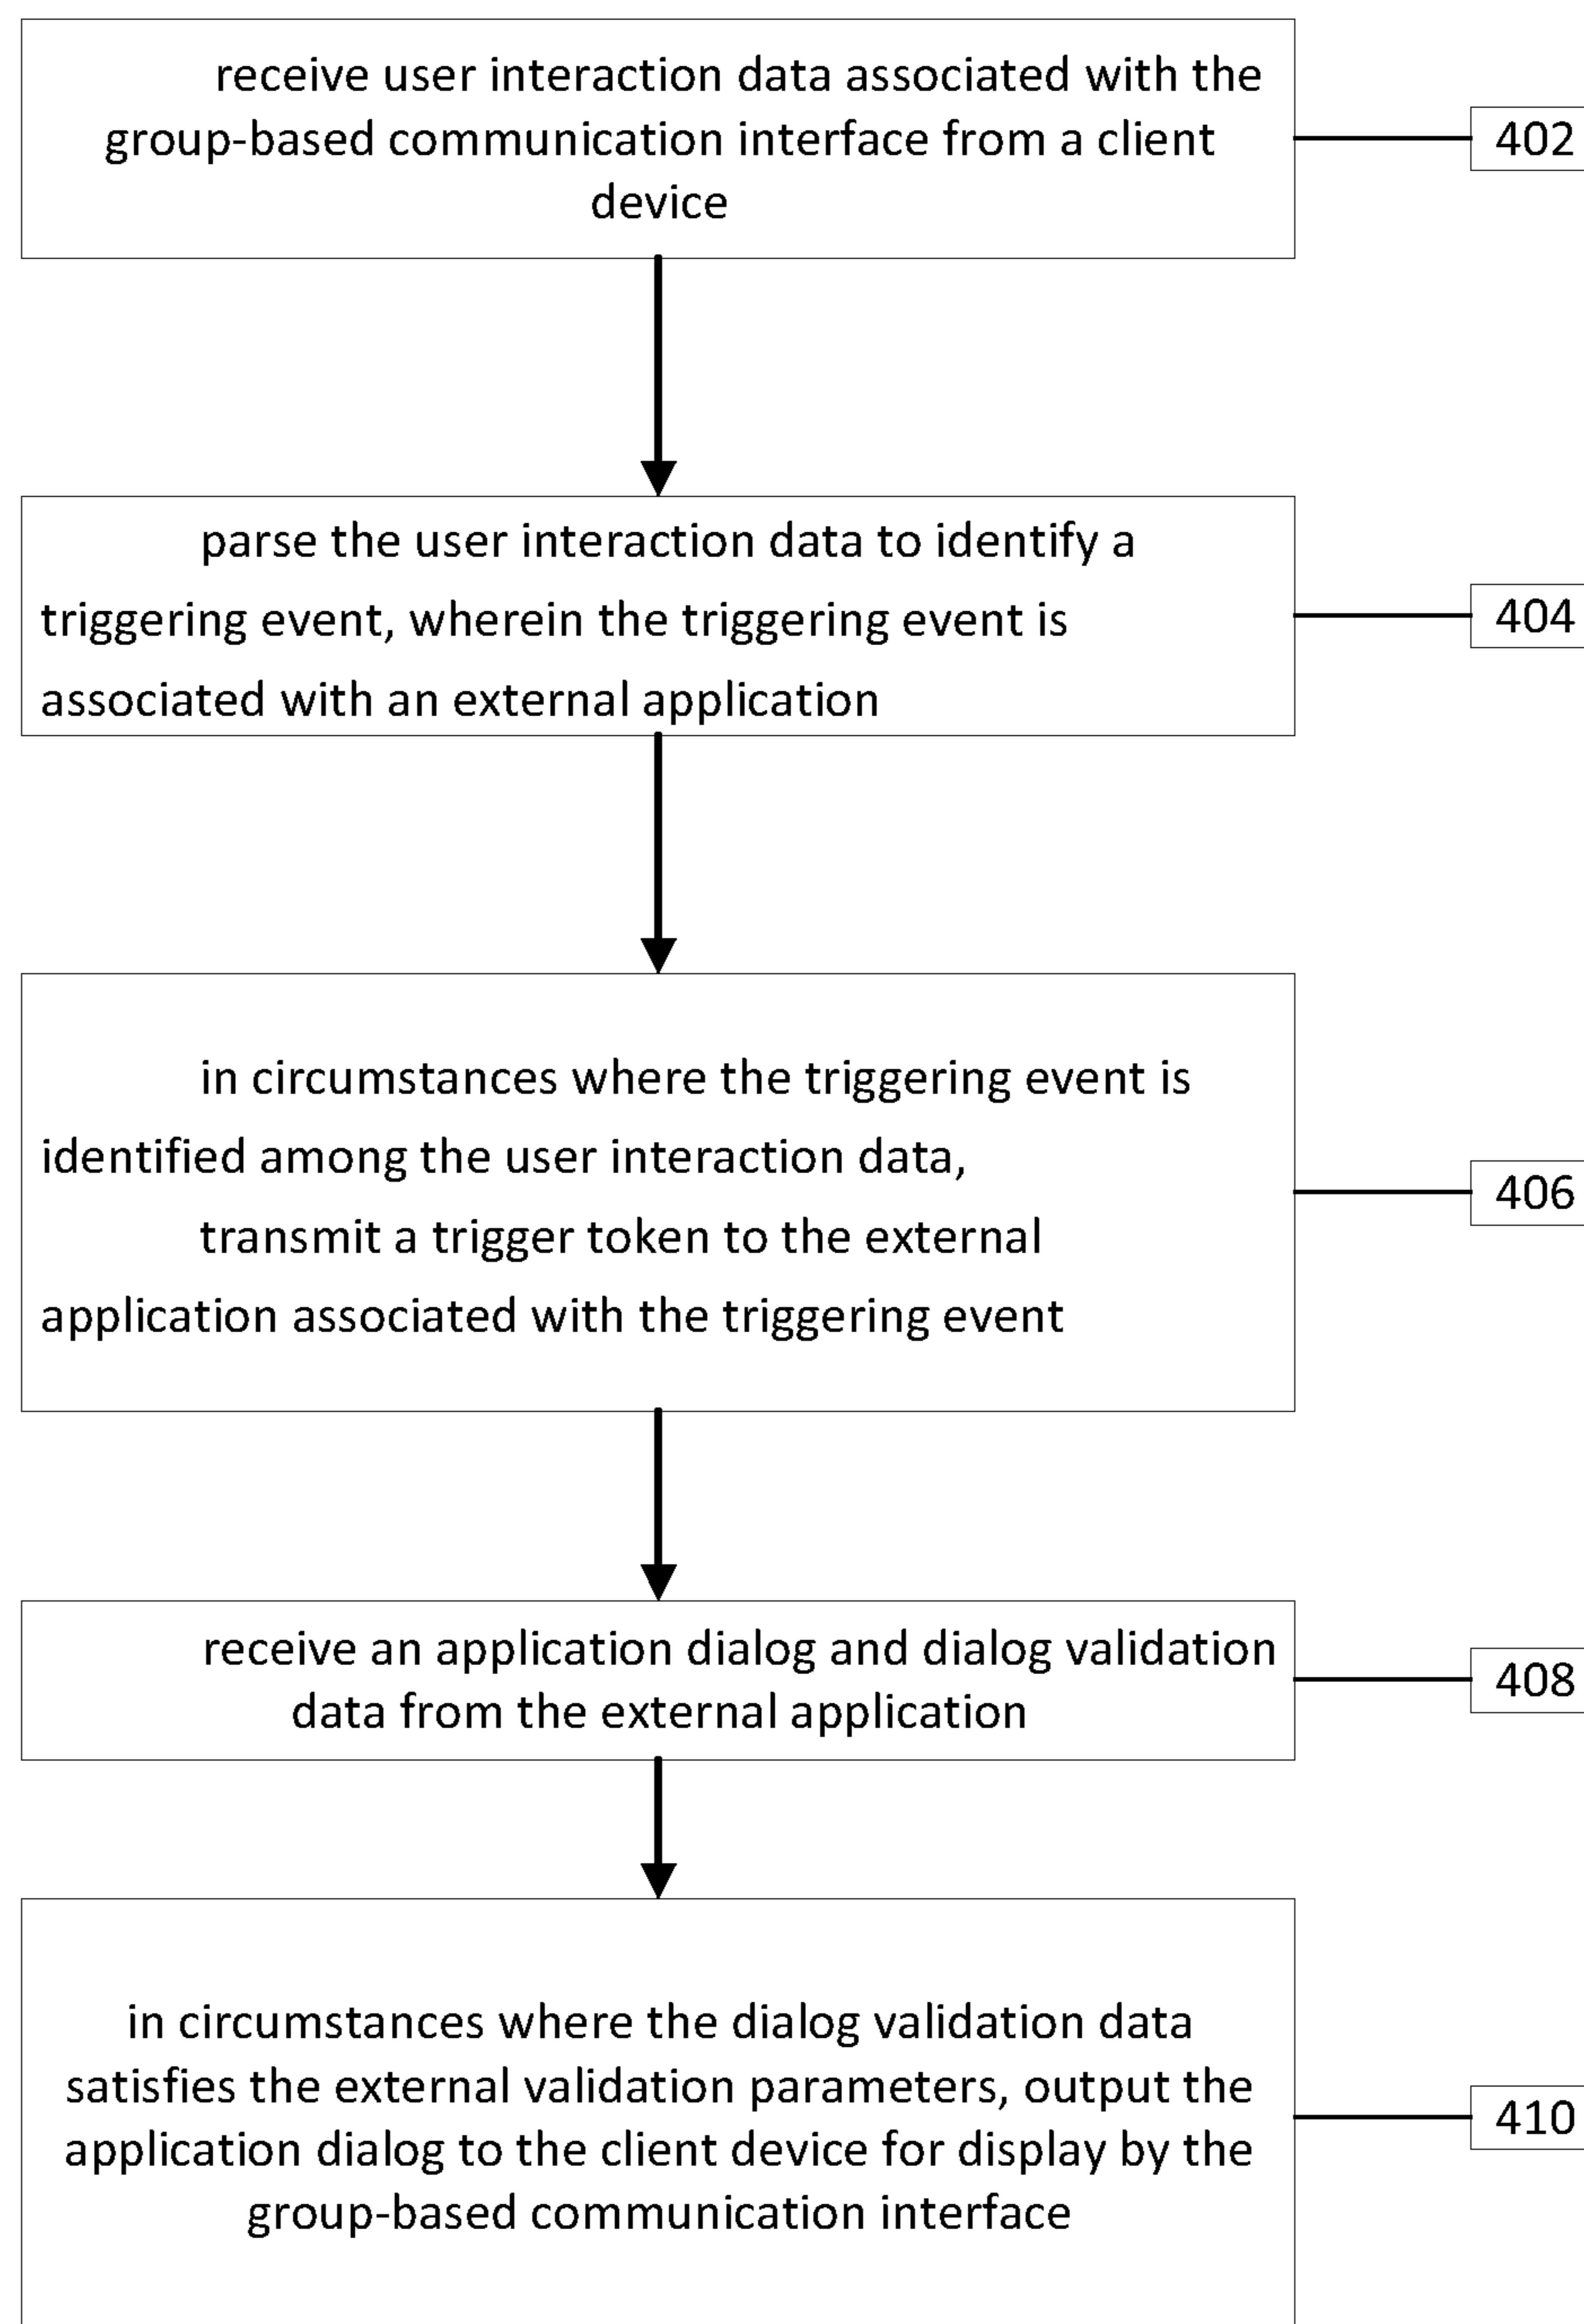 receive user interaction data associated with the
group-based communication interface from a client
device
402
parse the user interaction data to identify a
triggering event, wherein the triggering event is
associated with an external application
404
in circumstances where the triggering event is
identified among the user interaction data,
transmit a trigger token to the external
application associated with the triggering event
406
receive an application dialog and dialog validation
data from the external application
408
in circumstances where the dialog validation data
satisfies the external validation parameters, output the
application dialog to the client device for display by the
group-based communication interface
410